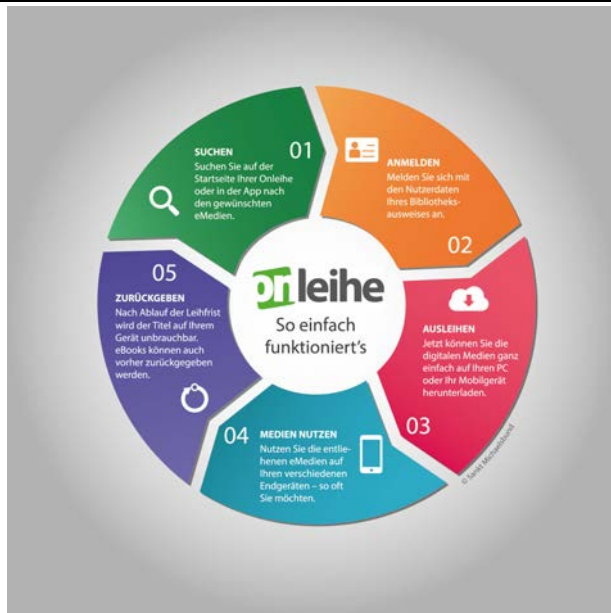 01
SUCHEN
Suchen Sie auf der
Startseite Ihrer Onleihe
oder in der App nach
den gewünschten
eMedien.
ANMELDEN
Melden Sie sich mit
den Nutzerdaten
Ihres Bibliotheks-
ausweises an.
02
AUSLEIHEN
Jetzt können Sie die
digitalen Medien ganz
einfach auf Ihren PC
oder Ihr Mobilgerät
herunterladen.
03
04
MEDIEN NUTZEN
Nutzen Sie die entlie-
henen eMedien auf
Ihren verschiedenen
Endgeräten – so oft
Sie möchten.
05
ZURÜCKGEBEN
Nach Ablauf der Leihfrist
wird der Titel auf Ihrem
Gerät unbrauchbar.
eBooks können auch
vorher zurückgegeben
werden.
onleihe
So einfach
funktioniert's
© Sankt Michaelsbund